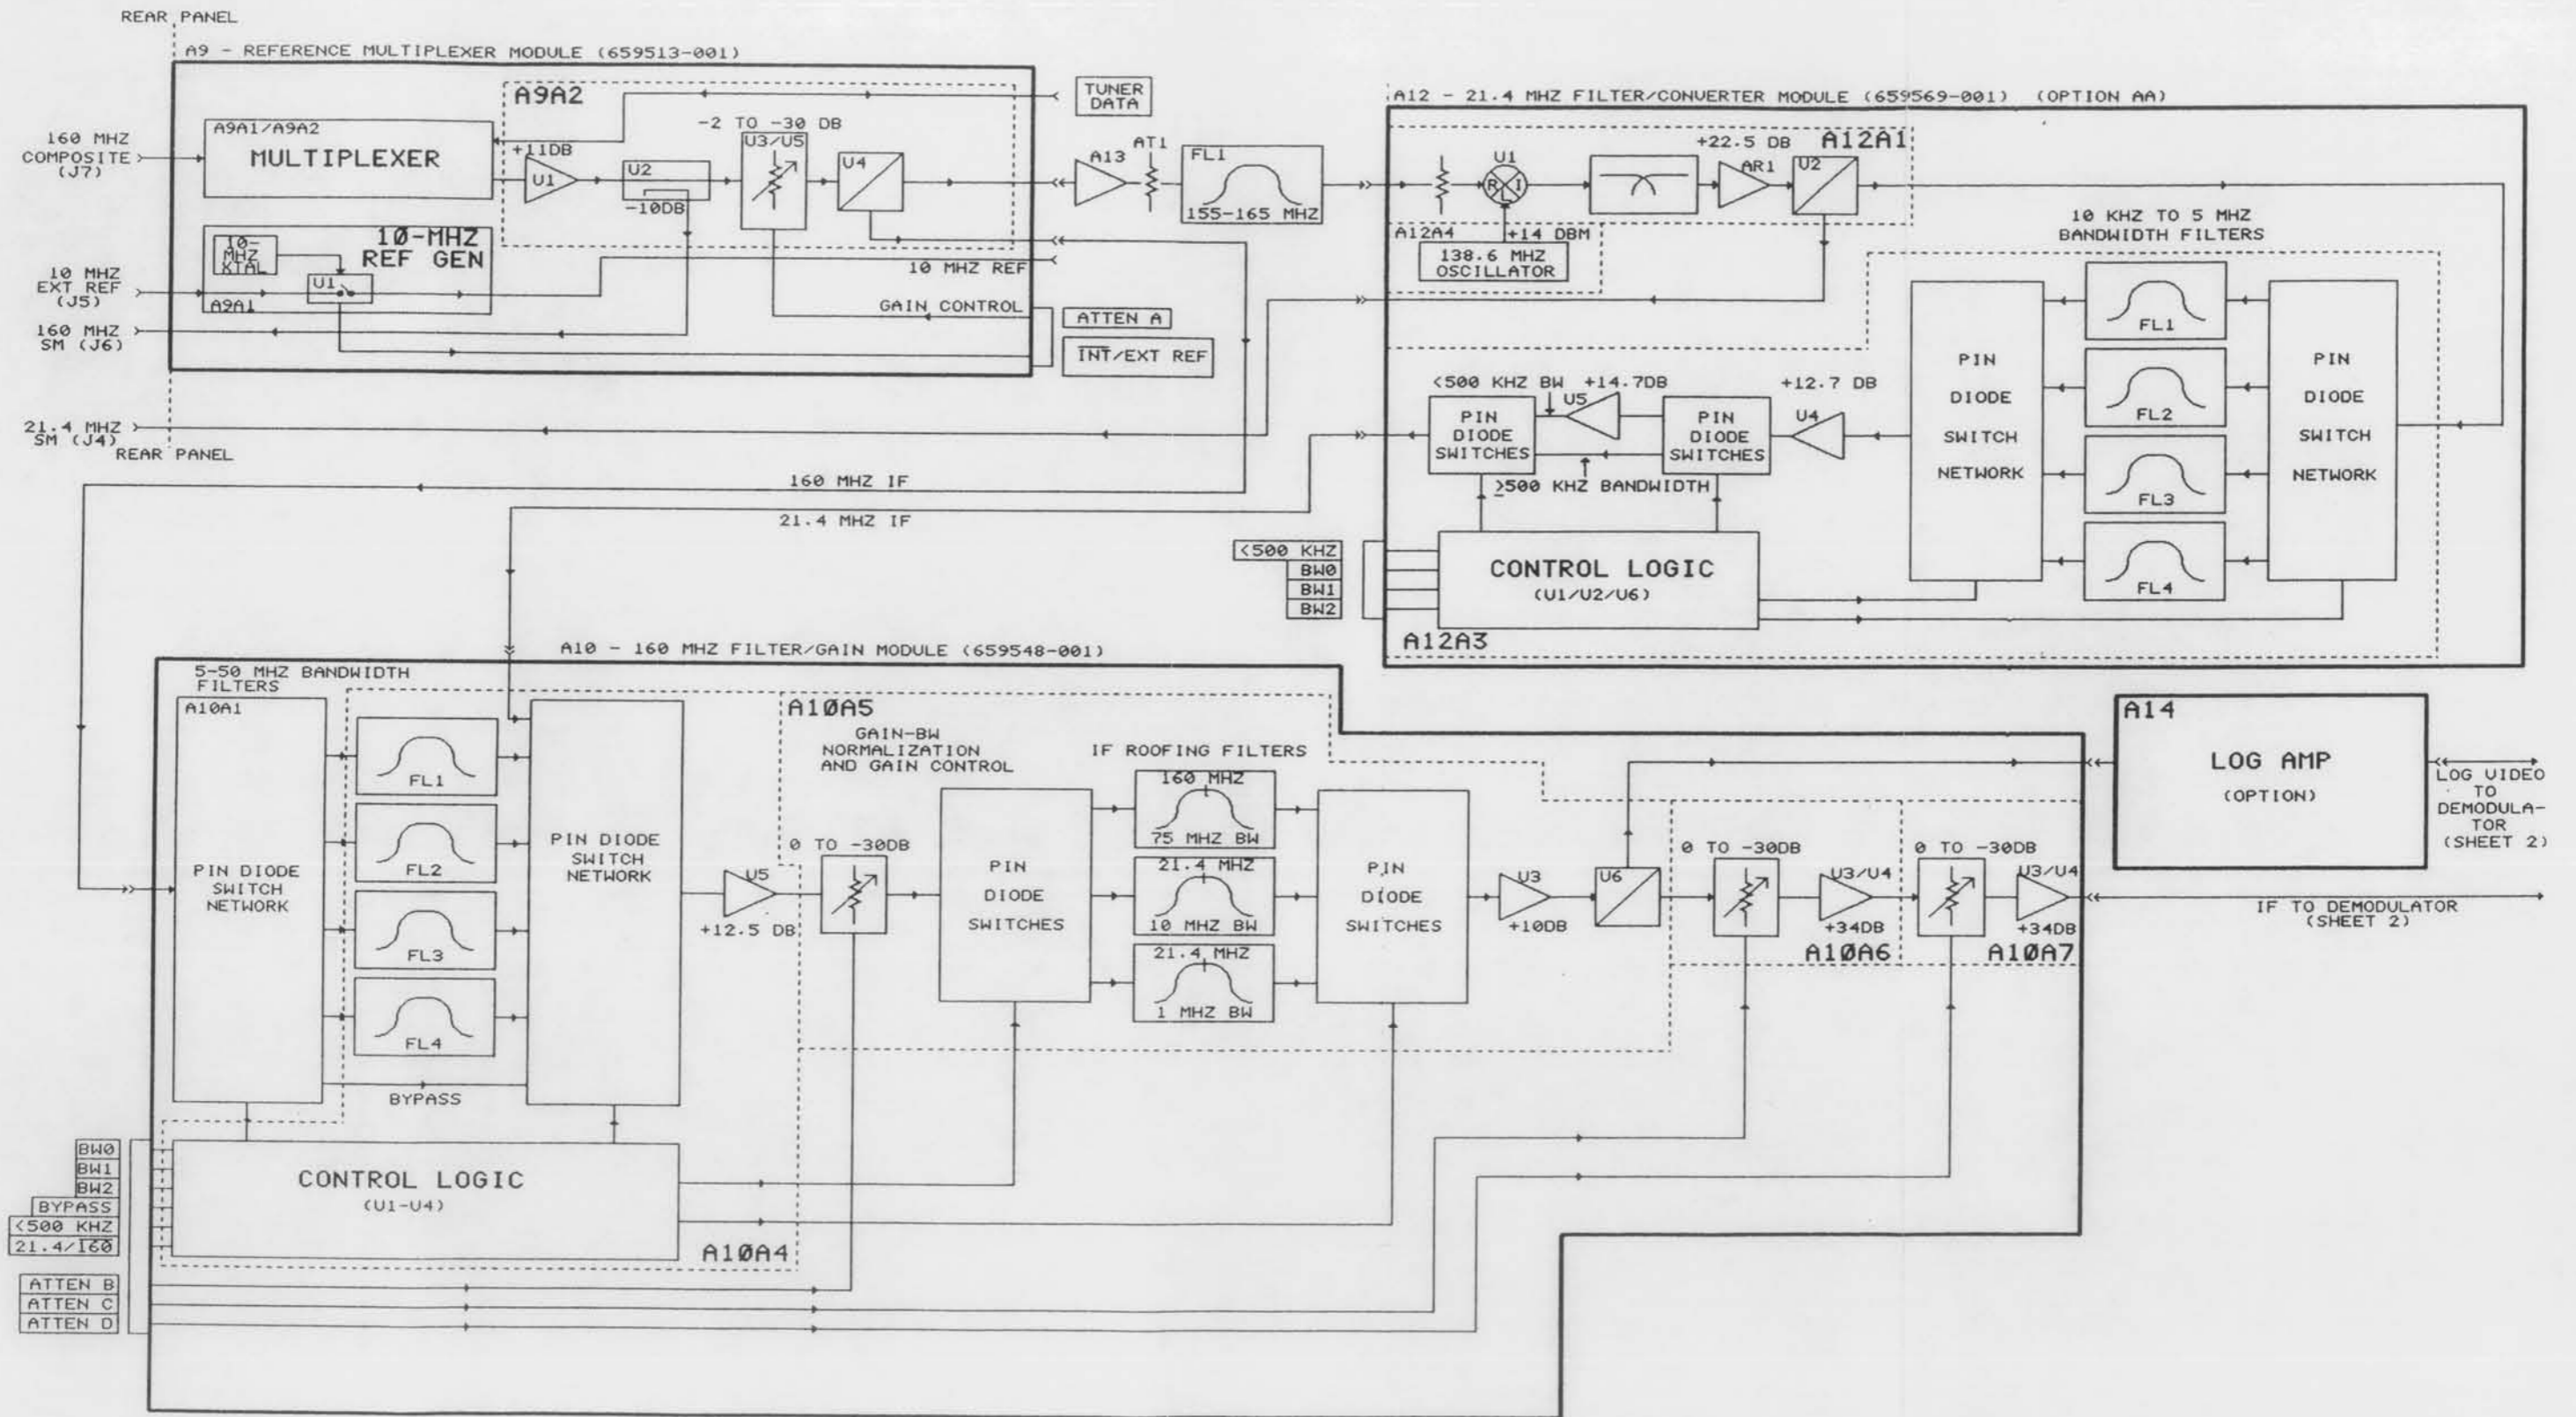 REAR PANEL
A9 - REFERENCE MULTIPLEXER MODULE (659513-001)
160 MHZ
COMPOSITE
(J7)
A9A1/A9A2
MULTIPLEXER
A9A2
+11DB
U1
U2
-10DB
-2 TO -30 DB
U3/U5
U4
TUNER
DATA
10-
MHZ
XTAL
10-MHZ
REF GEN
U1
A9A1
10 MHZ
EXT REF
(J5)
160 MHZ
SM (J6)
10 MHZ REF
GAIN CONTROL
ATTEN A
INT/EXT REF
A13
AT1
FL1
155-165 MHZ
21.4 MHZ
SM (J4)
REAR PANEL
160 MHZ IF
21.4 MHZ IF
A12 - 21.4 MHZ FILTER/CONVERTER MODULE (659569-001) (OPTION AA)
A12A1
U1
R
I
L
+14 DBM
A12A4
138.6 MHZ
OSCILLATOR
+22.5 DB
AR1
U2
10 KHZ TO 5 MHZ
BANDWIDTH FILTERS
PIN
DIODE
SWITCH
NETWORK
FL1
FL2
FL3
FL4
PIN
DIODE
SWITCH
NETWORK
<500 KHZ BW
+14.7DB
U5
+12.7 DB
U4
PIN
DIODE
SWITCHES
PIN
DIODE
SWITCHES
≥500 KHZ BANDWIDTH
<500 KHZ
BW0
BW1
BW2
CONTROL LOGIC
(U1/U2/U6)
A12A3
A10 - 160 MHZ FILTER/GAIN MODULE (659548-001)
5-50 MHZ BANDWIDTH
FILTERS
A10A1
PIN DIODE
SWITCH
NETWORK
FL1
FL2
FL3
FL4
BYPASS
PIN DIODE
SWITCH
NETWORK
U5
+12.5 DB
A10A5
GAIN-BW
NORMALIZATION
AND GAIN CONTROL
0 TO -30DB
PIN
DIODE
SWITCHES
IF ROOFING FILTERS
160 MHZ
75 MHZ BW
21.4 MHZ
10 MHZ BW
21.4 MHZ
1 MHZ BW
PIN
DIODE
SWITCHES
U3
+10DB
U6
0 TO -30DB
U3/U4
+34DB
A10A6
0 TO -30DB
U3/U4
+34DB
A10A7
A14
LOG AMP
(OPTION)
LOG VIDEO
TO
DEMODULA-
TOR
(SHEET 2)
IF TO DEMODULATOR
(SHEET 2)
BW0
BW1
BW2
BYPASS
<500 KHZ
21.4/160
CONTROL LOGIC
(U1-U4)
A10A4
ATTEN B
ATTEN C
ATTEN D